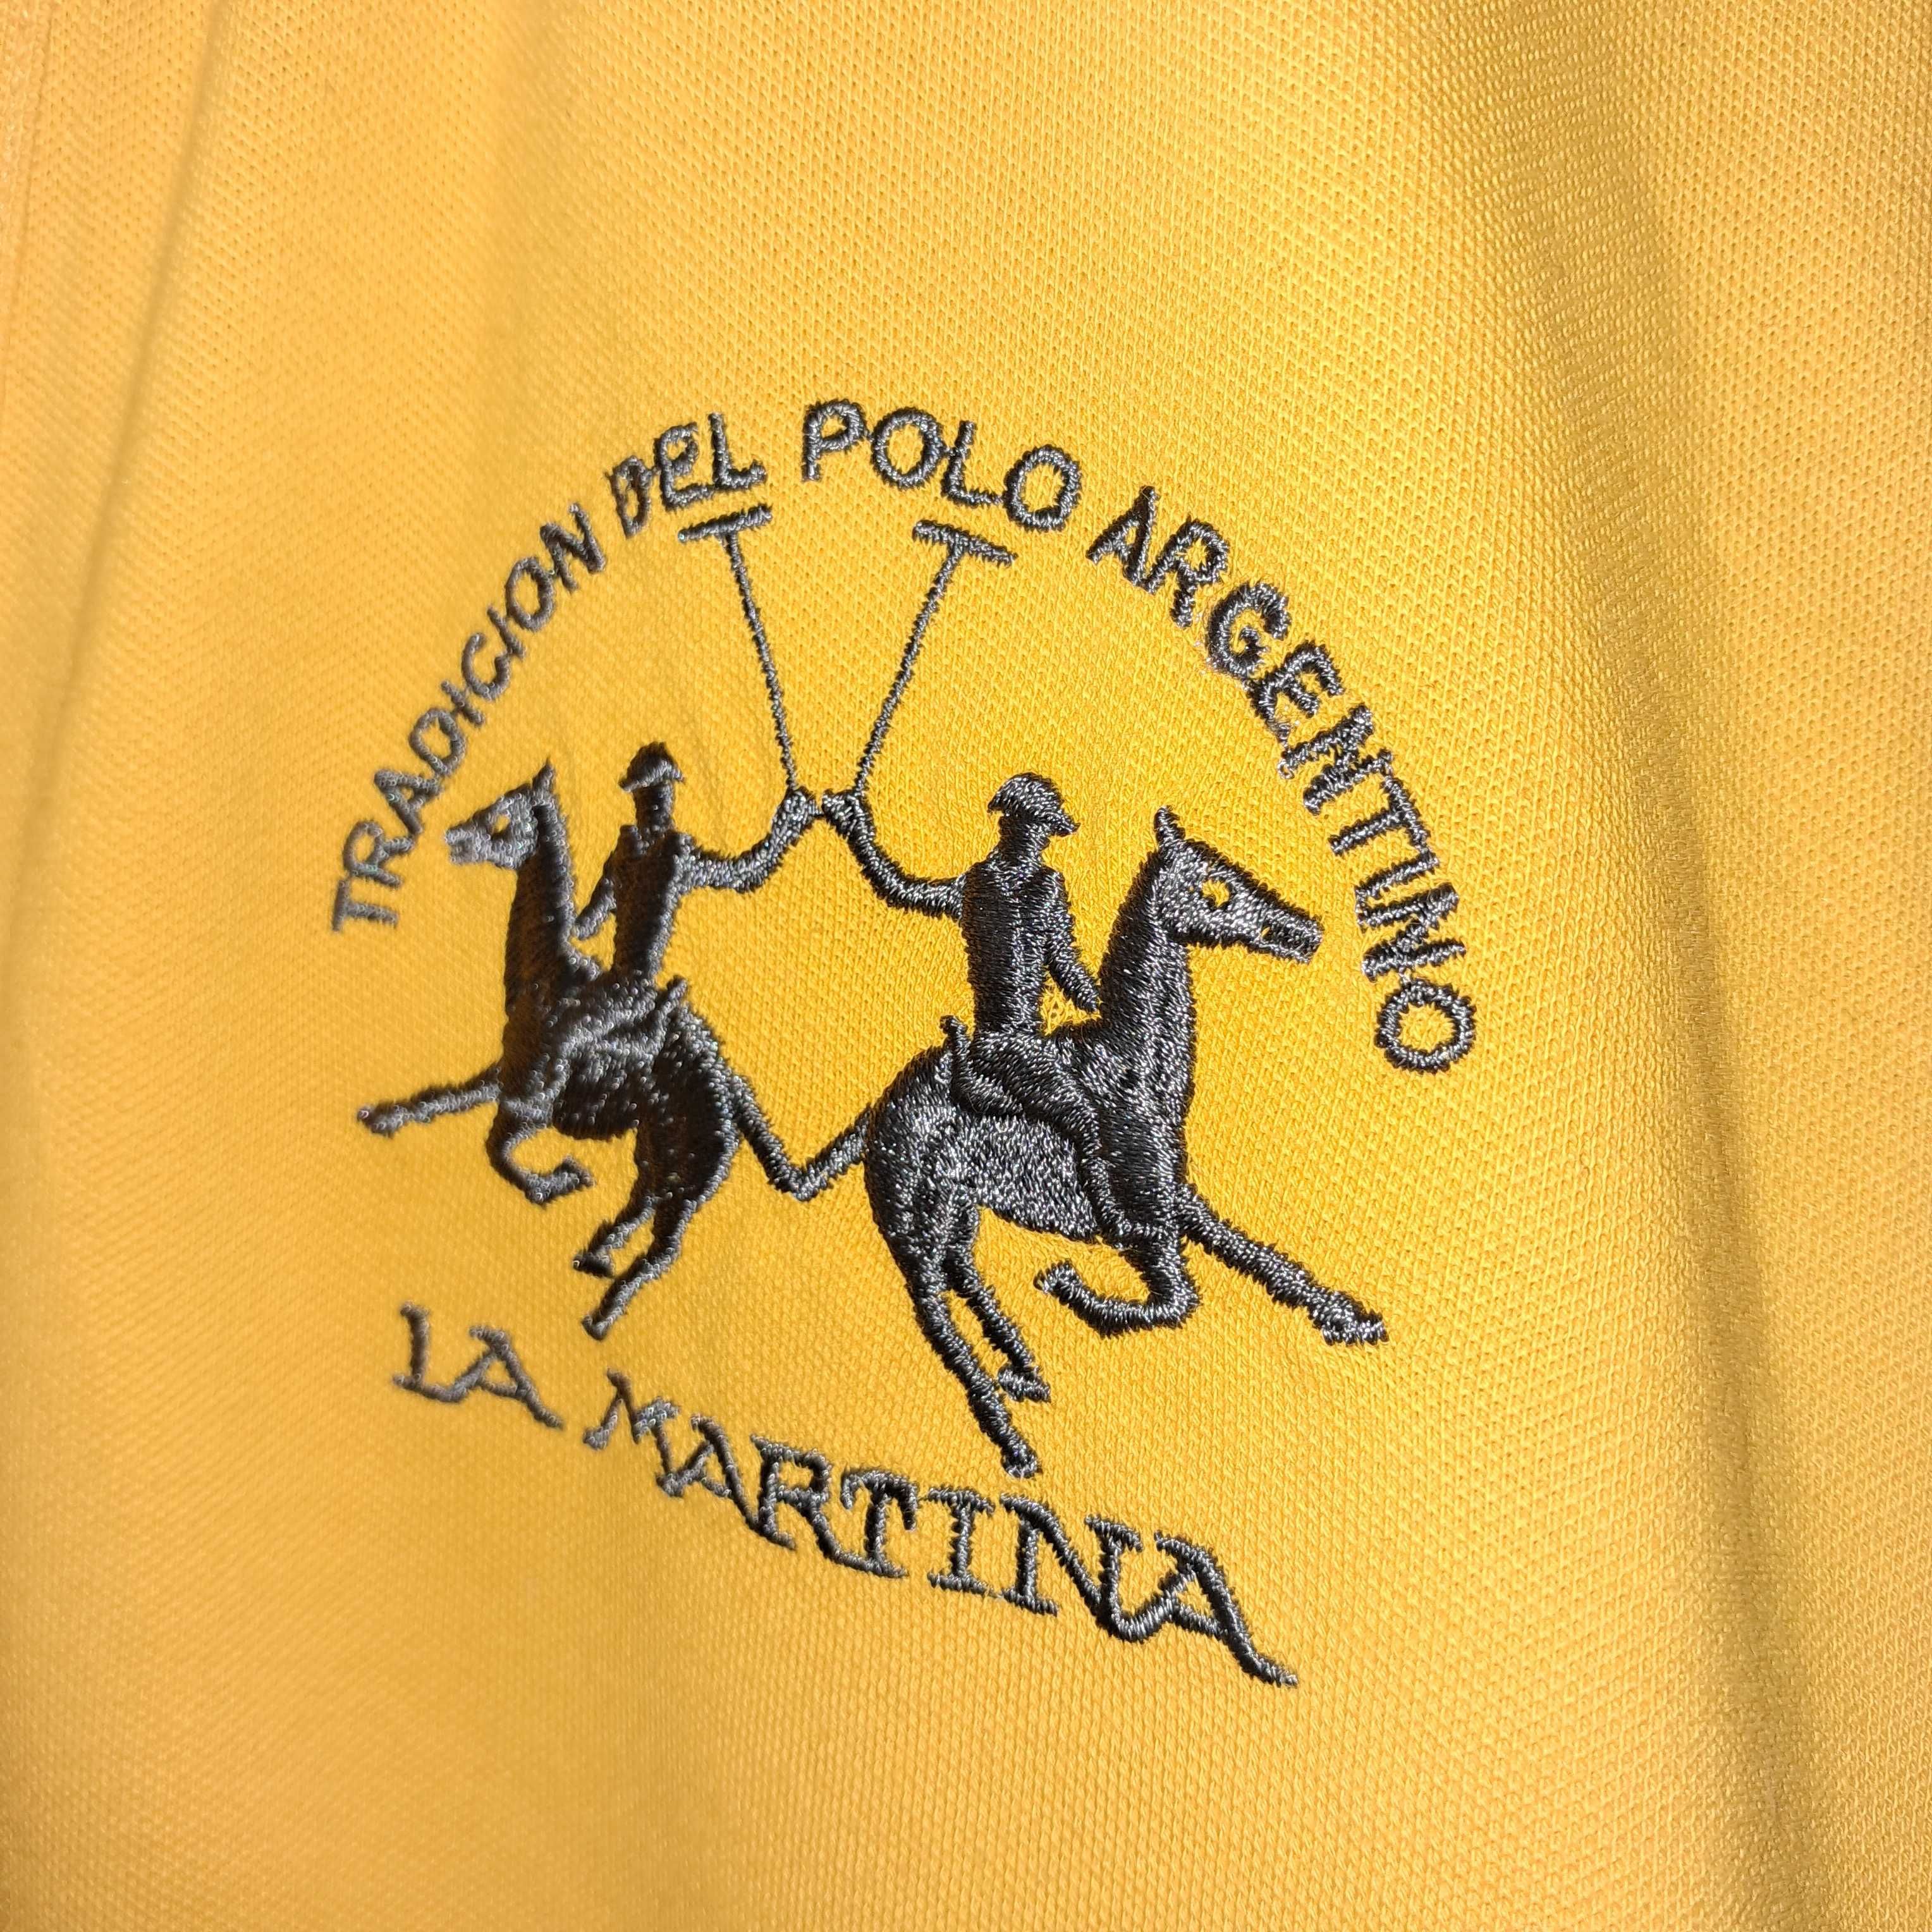 TRADICION DEL POLO ARGENTINO
LA MARTINA